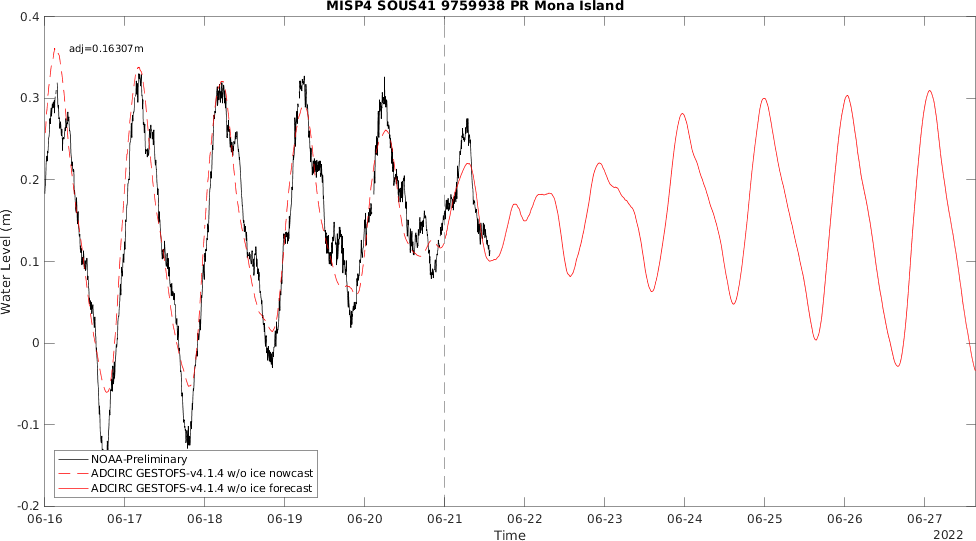 MISP4 SOUS41 9759938 PR Mona Island
adj=0.16307m
Water Level (m)
0.4
0.3
0.2
0.1
0
-0.1
-0.2
NOAA-Preliminary
ADCIRC GESTOFS-v4.1.4 w/o ice nowcast
ADCIRC GESTOFS-v4.1.4 w/o ice forecast
06-16 06-17 06-18 06-19 06-20 06-21 06-22 06-23 06-24 06-25 06-26 06-27
Time
2022